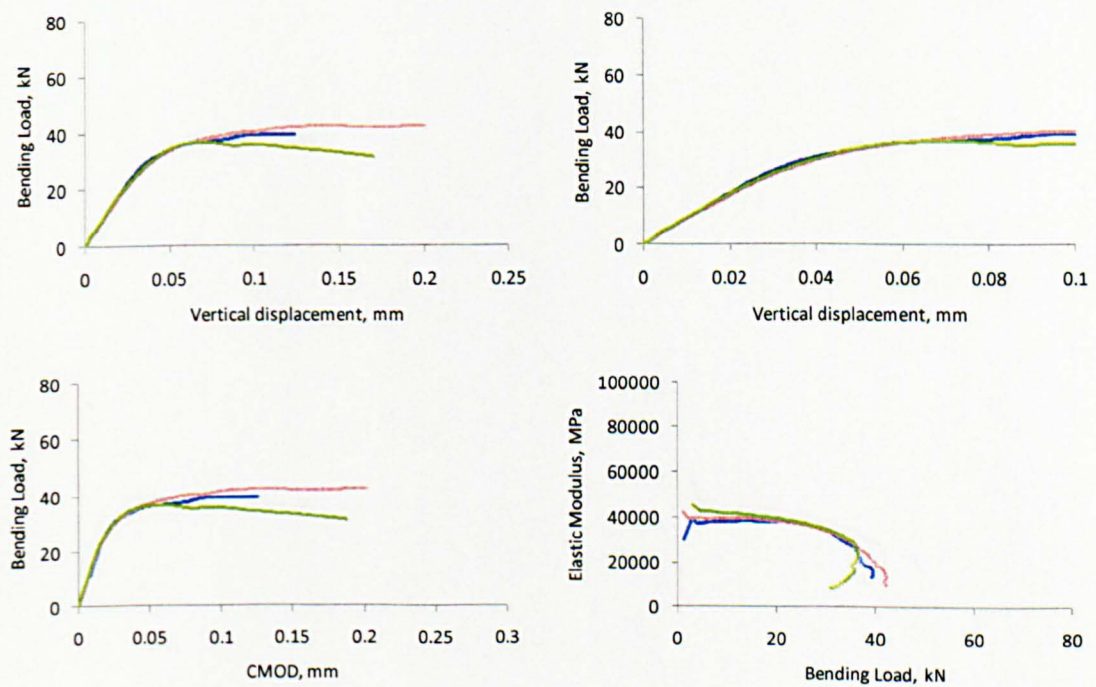 80
60
40
20
0
Bending Load, kN
0 0.05 0.1 0.15 0.2 0.25
Vertical displacement, mm
80
60
40
20
0
Bending Load, kN
0 0.02 0.04 0.06 0.08 0.1
Vertical displacement, mm
80
60
40
20
0
Bending Load, kN
0 0.05 0.1 0.15 0.2 0.25 0.3
CMOD, mm
100000
80000
60000
40000
20000
0
Elastic Modulus, MPa
0 20 40 60 80
Bending Load, kN